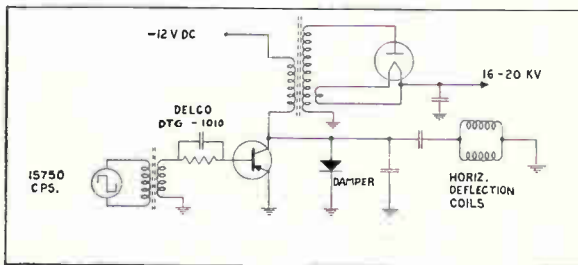 -12 V DC
16-20 KV
DELCO
DTG - 1010
15750
CPS.
DAMPER
HORIZ.
DEFLECTION
COILS